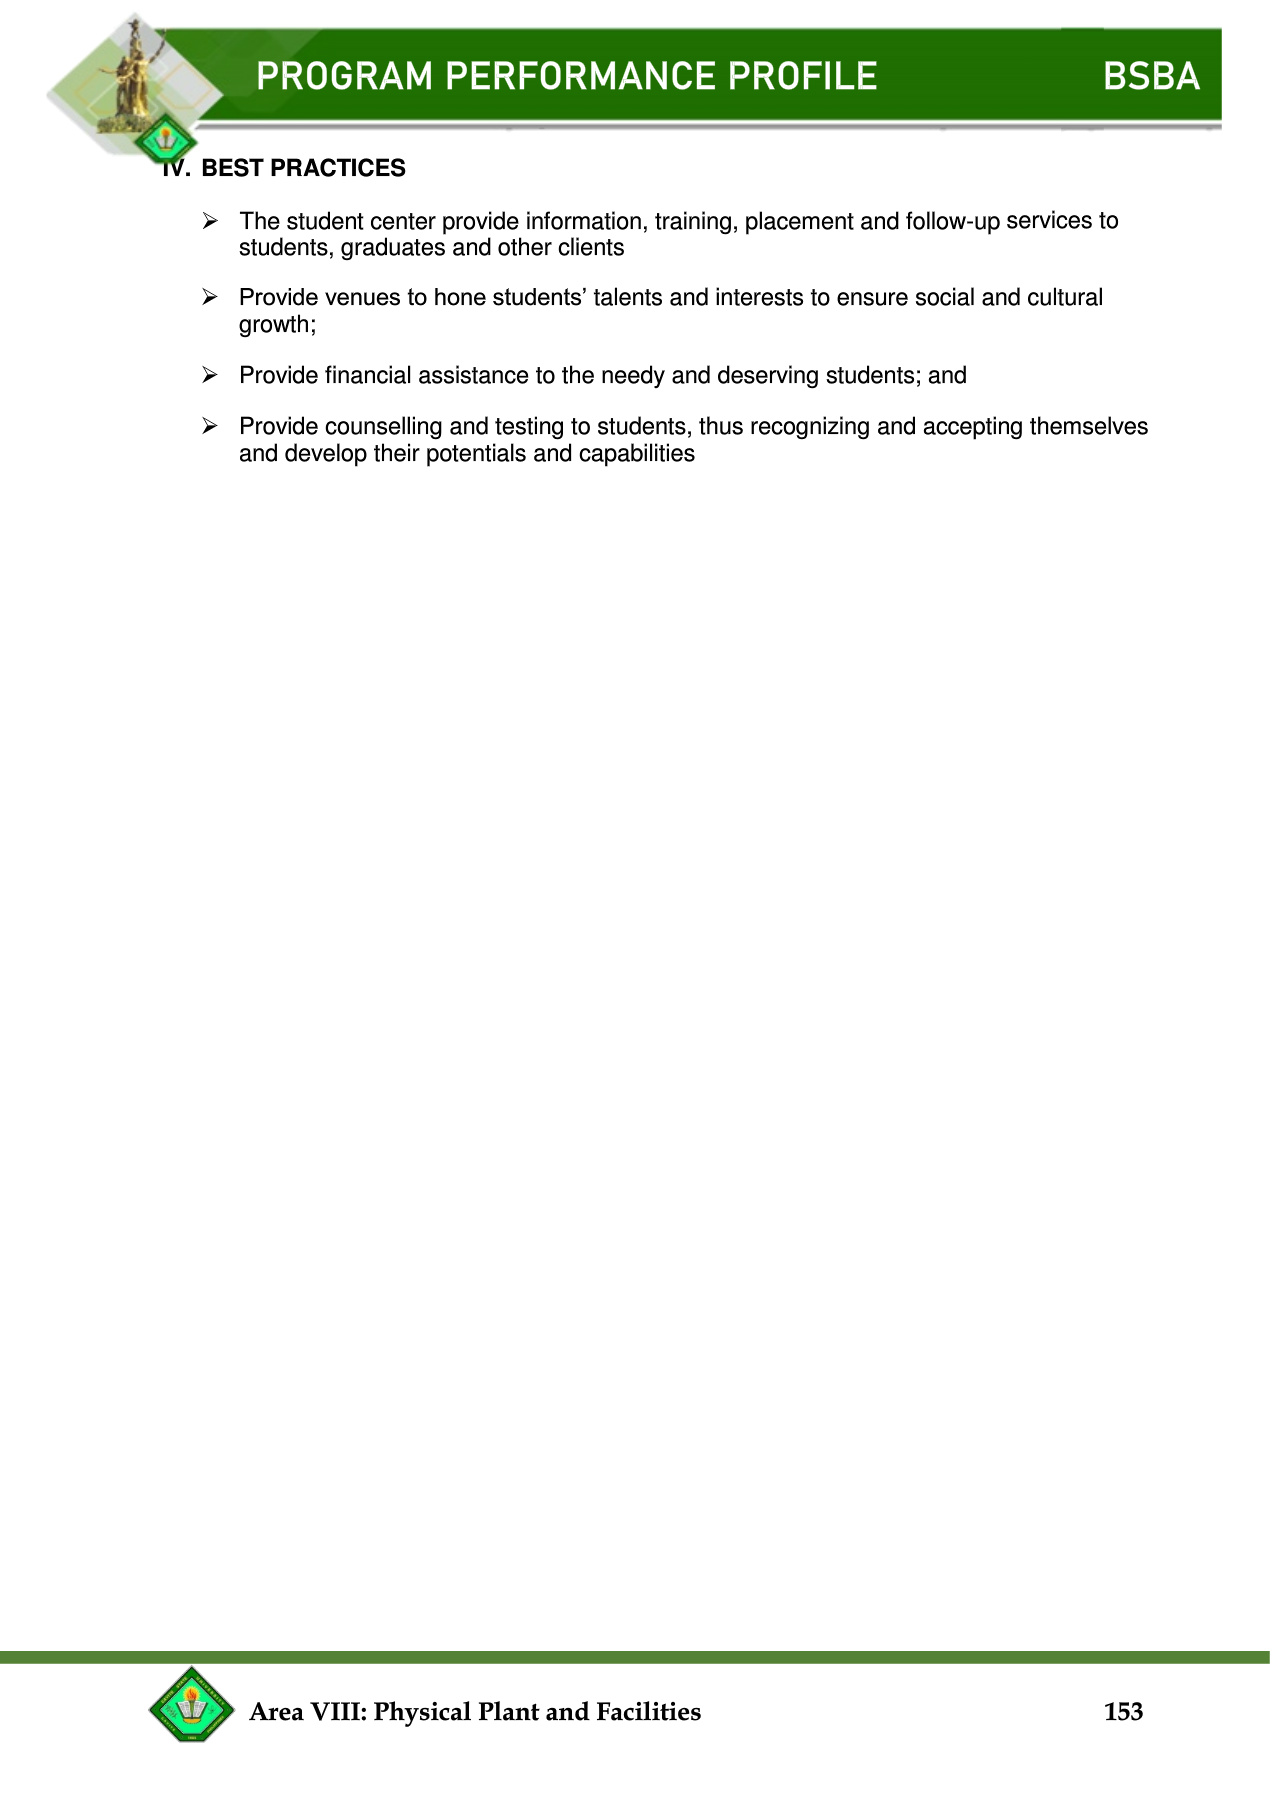 PROGRAM PERFORMANCE PROFILE BSBA
IV. BEST PRACTICES
➢ The student center provide information, training, placement and follow-up services to
students, graduates and other clients
➢ Provide venues to hone students’ talents and interests to ensure social and cultural
growth;
➢ Provide financial assistance to the needy and deserving students; and
➢ Provide counselling and testing to students, thus recognizing and accepting themselves
and develop their potentials and capabilities
Area VIII: Physical Plant and Facilities 153